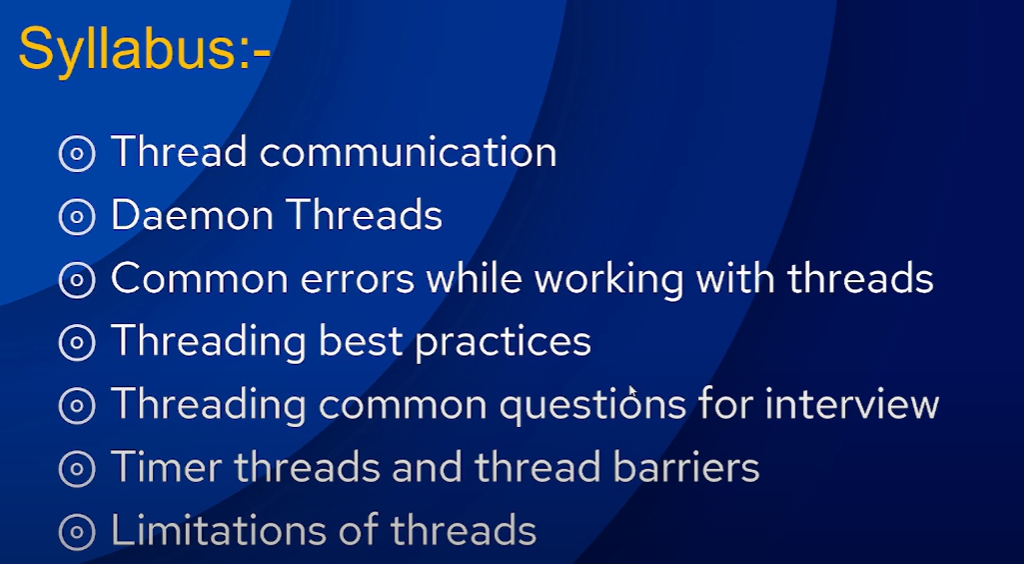 Syllabus:-
Thread communication
Daemon Threads
Common errors while working with threads
Threading best practices
Threading common questions for interview
Timer threads and thread barriers
Limitations of threads